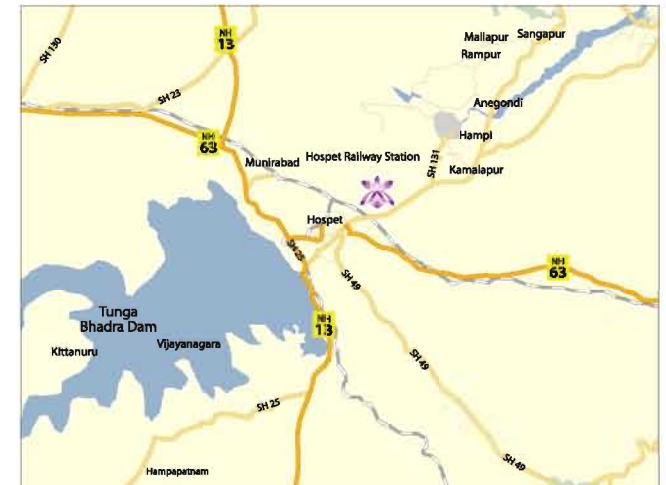 NH
13
Mallapur
Sangapur
SH 130
Rampur
SH 23
Anegondi
NH
63
Hampi
Munirabad
Hospet Railway Station
SH 131
Kamalapur
Hospet
SH 25
NH
63
SH 49
Tunga
Bhadra Dam
NH
13
Kittanuru
Vijayanagara
SH 49
SH 25
SH 49
Hampapatnam